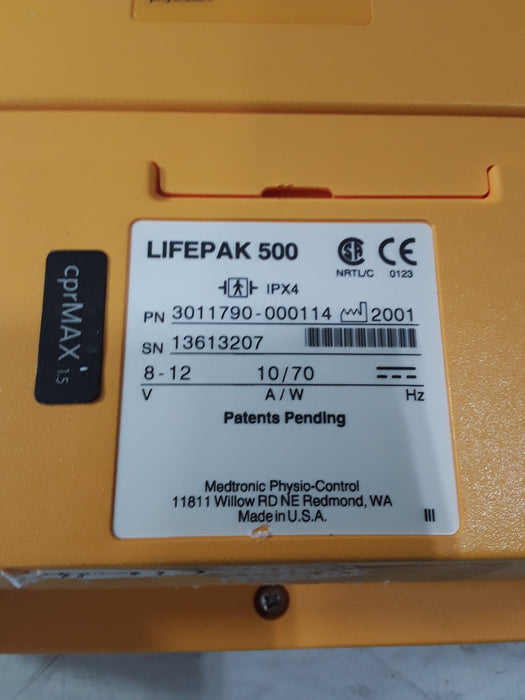 physician.
LIFEPAK 500
NRTL/C 0123
IPX4
PN 3011790-000114 2001
SN 13613207
8-12 10/70
V A/W Hz
Patents Pending
Medtronic Physio-Control
11811 Willow RD NE Redmond, WA
Made in U.S.A.
III
cprMAX 1.5